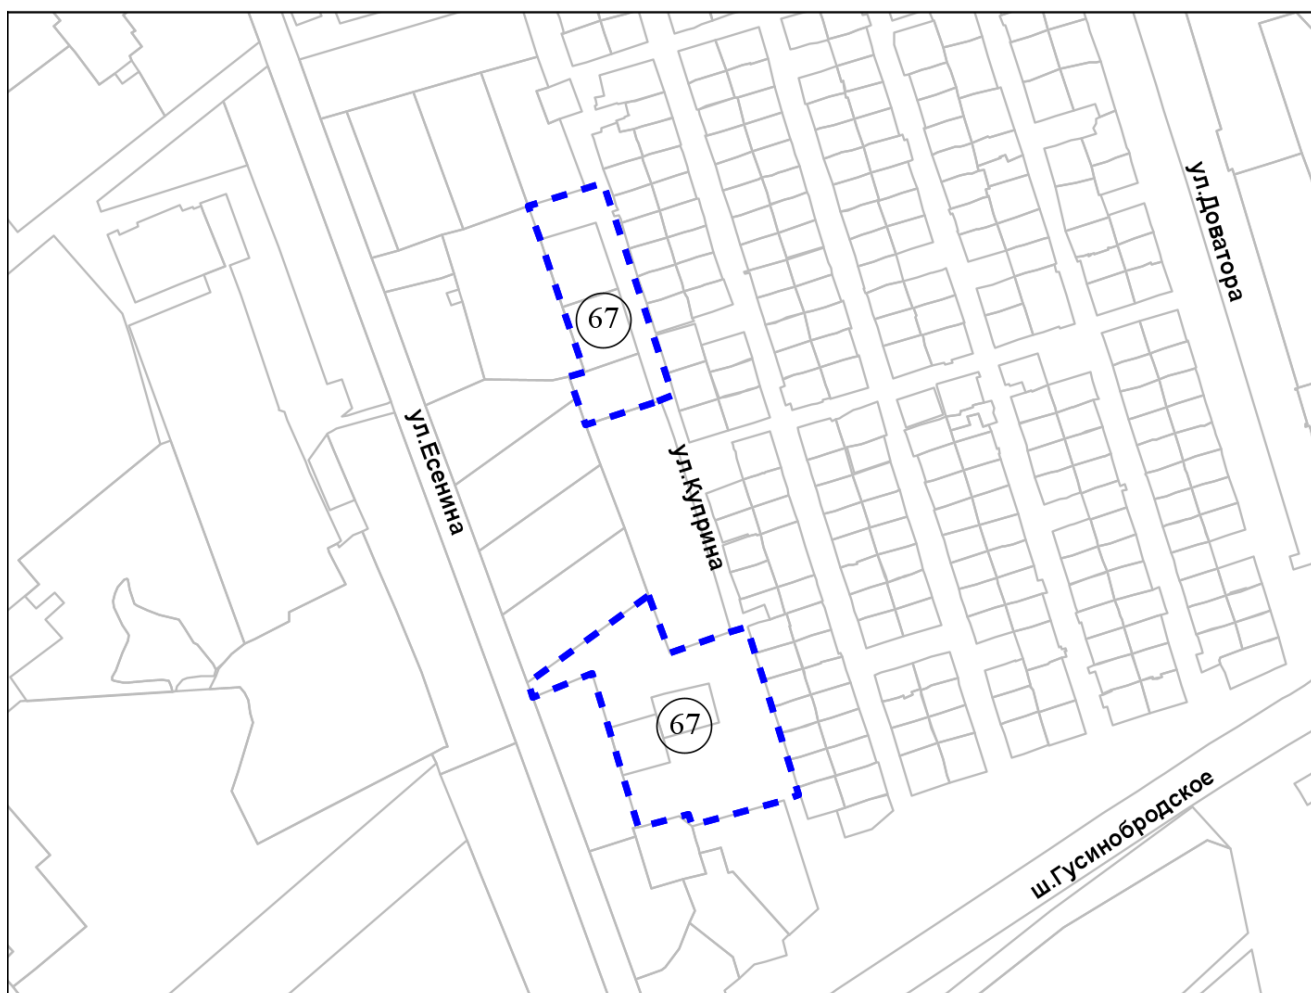 ул.Доватора
67
ул.Есенина
ул.Куприна
67
ш.Гусинобродское